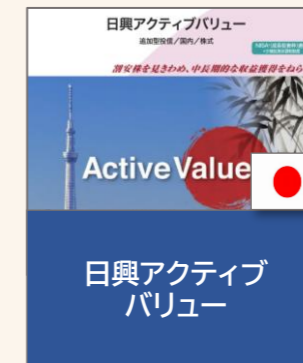 日興アクティブバリュー
追加型投信/国内/株式
割安株を見きわめ、中長期的な収益獲得をねら
Active Value
日興アクティブ
バリュー